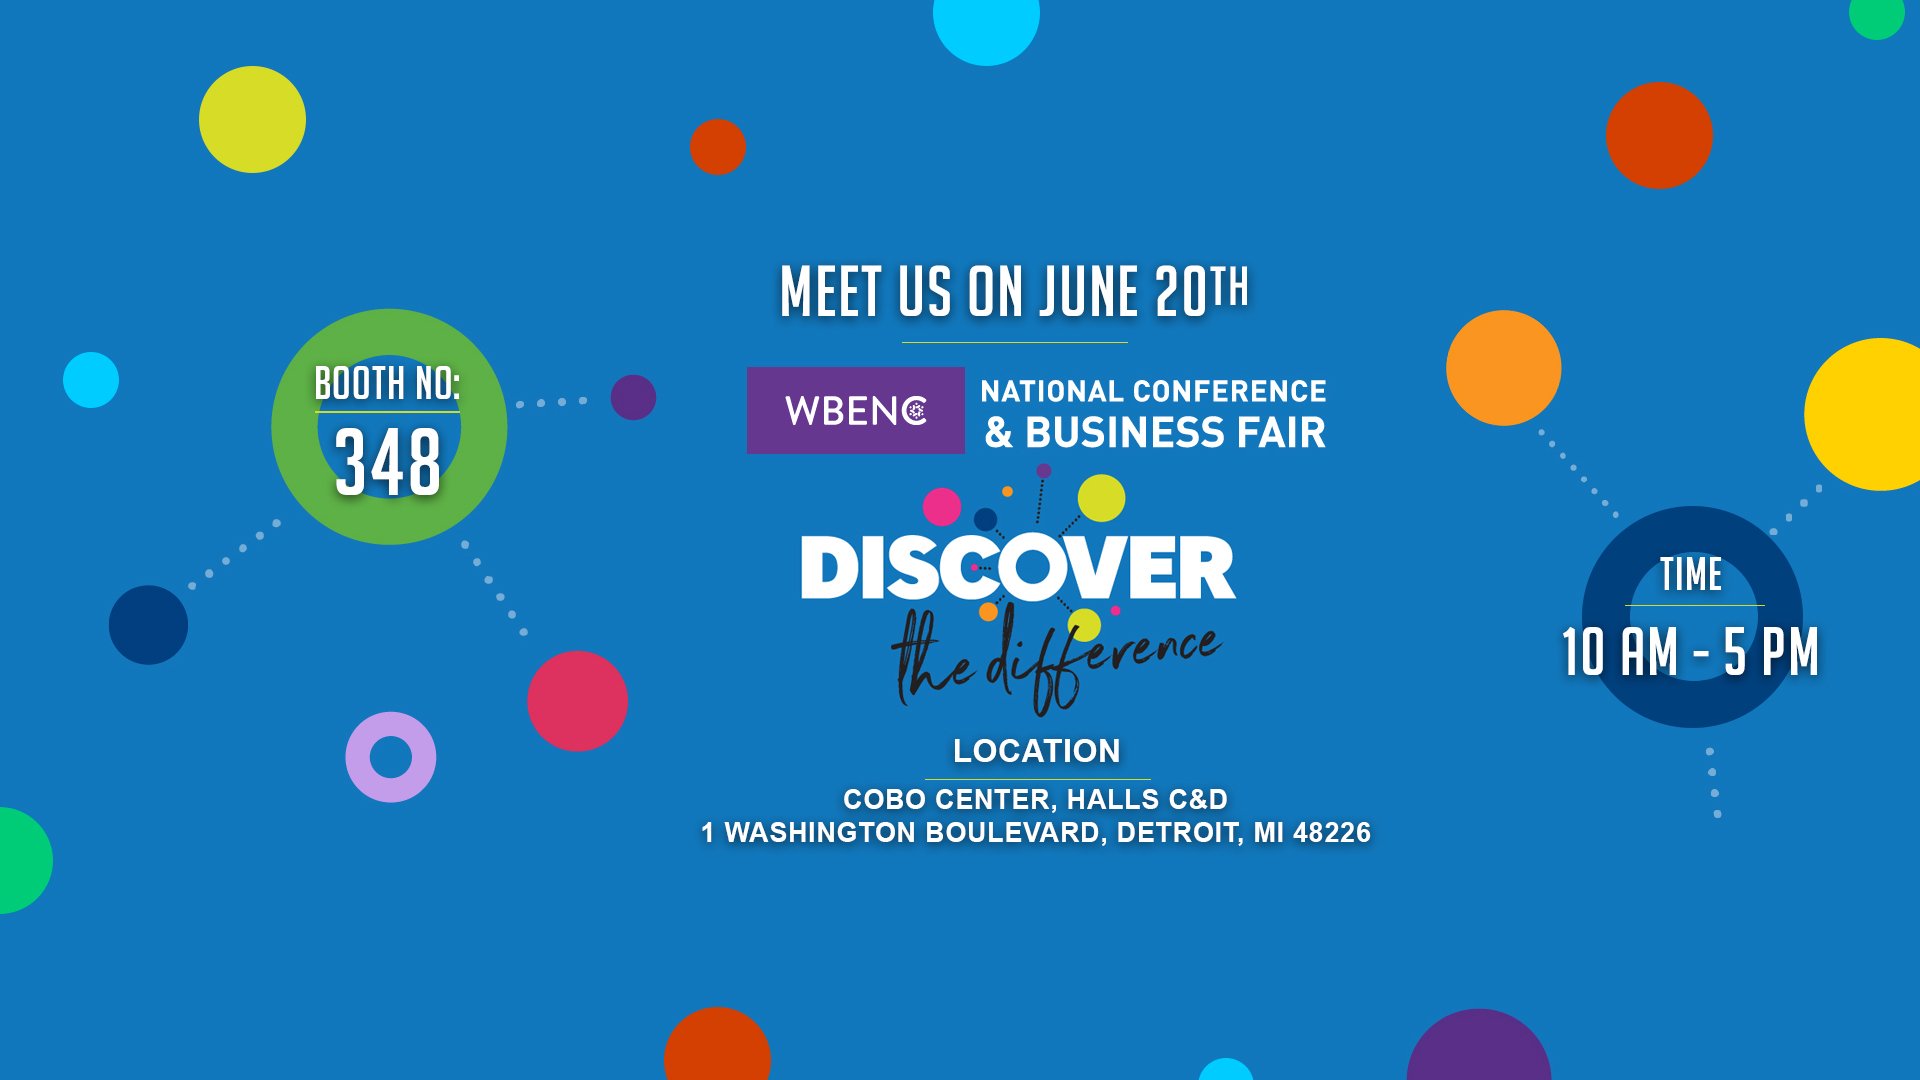 MEET US ON JUNE 20TH
WBENC
NATIONAL CONFERENCE
& BUSINESS FAIR
DISCOVER
the difference
LOCATION
COBO CENTER, HALLS C&D
1 WASHINGTON BOULEVARD, DETROIT, MI 48226
BOOTH NO:
348
TIME
10 AM - 5 PM